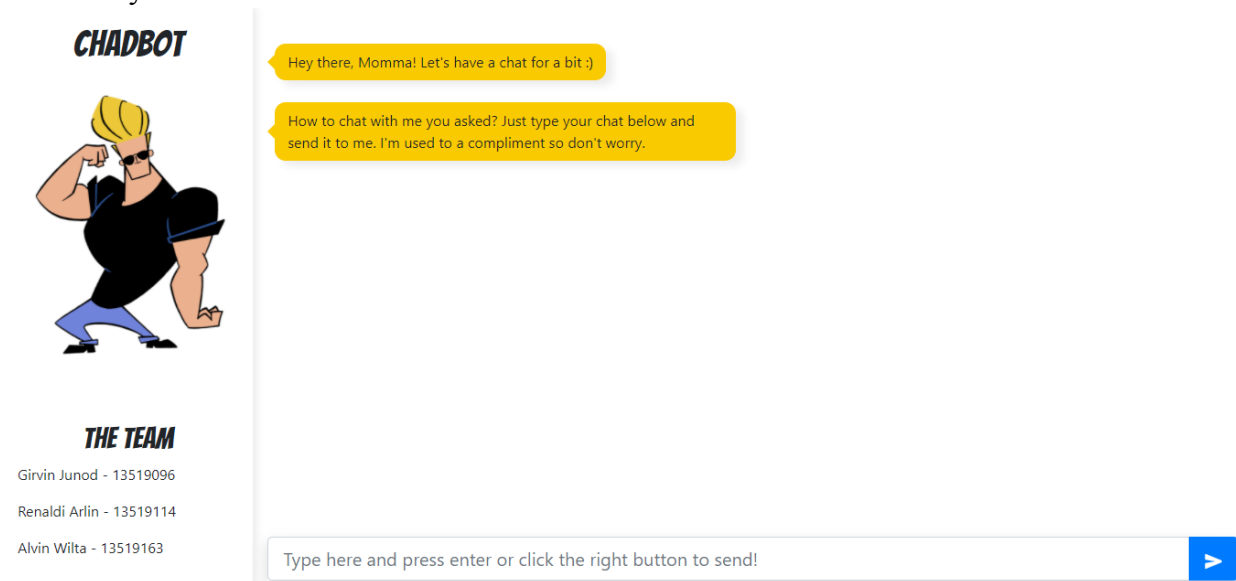 CHADBOT
Hey there, Momma! Let's have a chat for a bit :)
How to chat with me you asked? Just type your chat below and
send it to me. I'm used to a compliment so don't worry.
THE TEAM
Girvin Junod - 13519096
Renaldi Arlin - 13519114
Alvin Wilta - 13519163
Type here and press enter or click the right button to send!